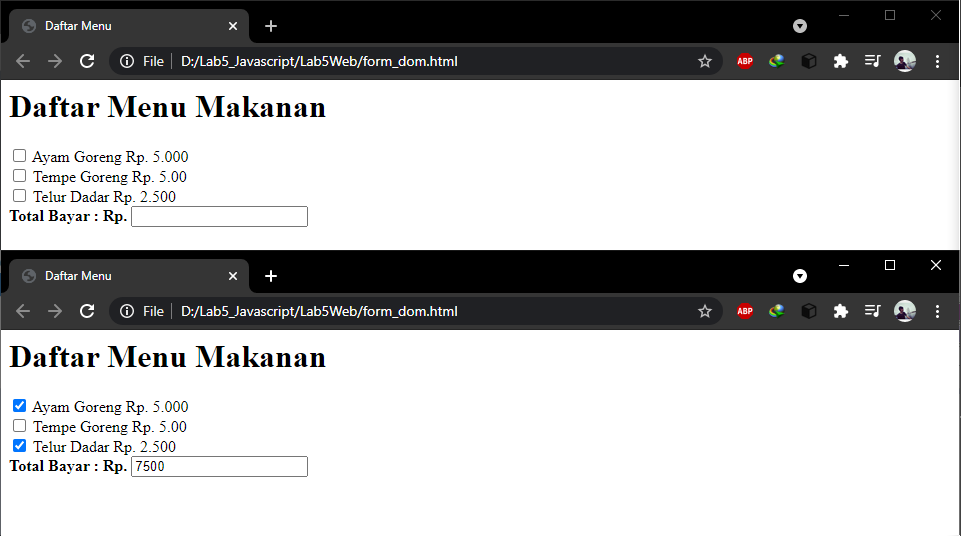 Daftar Menu
File D:/Lab5_Javascript/Lab5Web/form_dom.html ABP
Daftar Menu Makanan
Ayam Goreng Rp. 5.000
Tempe Goreng Rp. 5.00
Telur Dadar Rp. 2.500
Total Bayar : Rp.
Daftar Menu
File D:/Lab5_Javascript/Lab5Web/form_dom.html ABP
Daftar Menu Makanan
Ayam Goreng Rp. 5.000
Tempe Goreng Rp. 5.00
Telur Dadar Rp. 2.500
Total Bayar : Rp. 7500